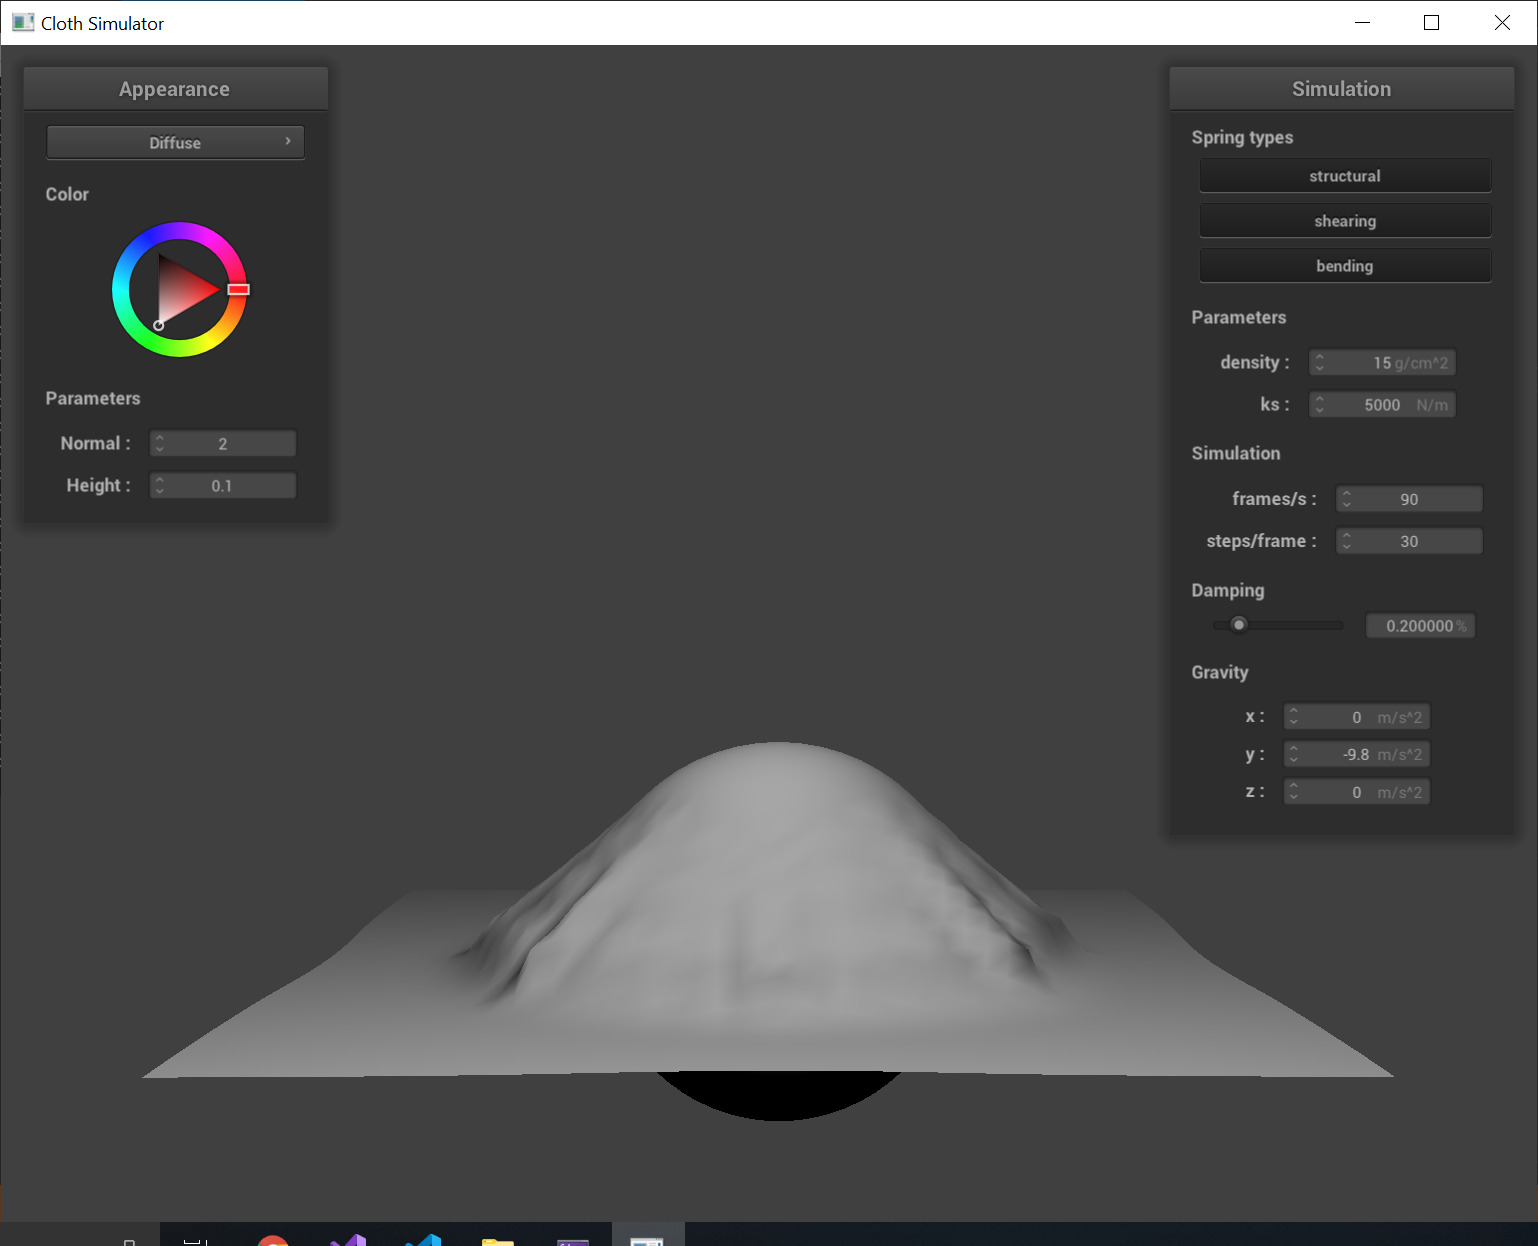 Cloth Simulator
Appearance
Diffuse
Color
Parameters
Normal : 2
Height : 0.1
Simulation
Spring types
structural
shearing
bending
Parameters
density : 15 g/cm^2
ks : 5000 N/m
Simulation
frames/s : 90
steps/frame : 30
Damping
0.200000 %
Gravity
x : 0 m/s^2
y : -9.8 m/s^2
z : 0 m/s^2